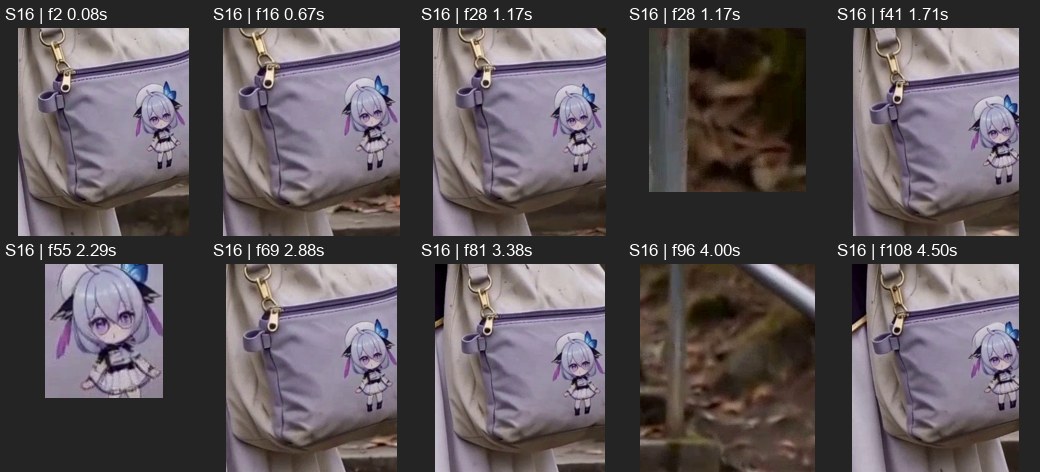 S16 | f2 0.08s
S16 | f16 0.67s
S16 | f28 1.17s
S16 | f28 1.17s
S16 | f41 1.71s
S16 | f55 2.29s
S16 | f69 2.88s
S16 | f81 3.38s
S16 | f96 4.00s
S16 | f108 4.50s